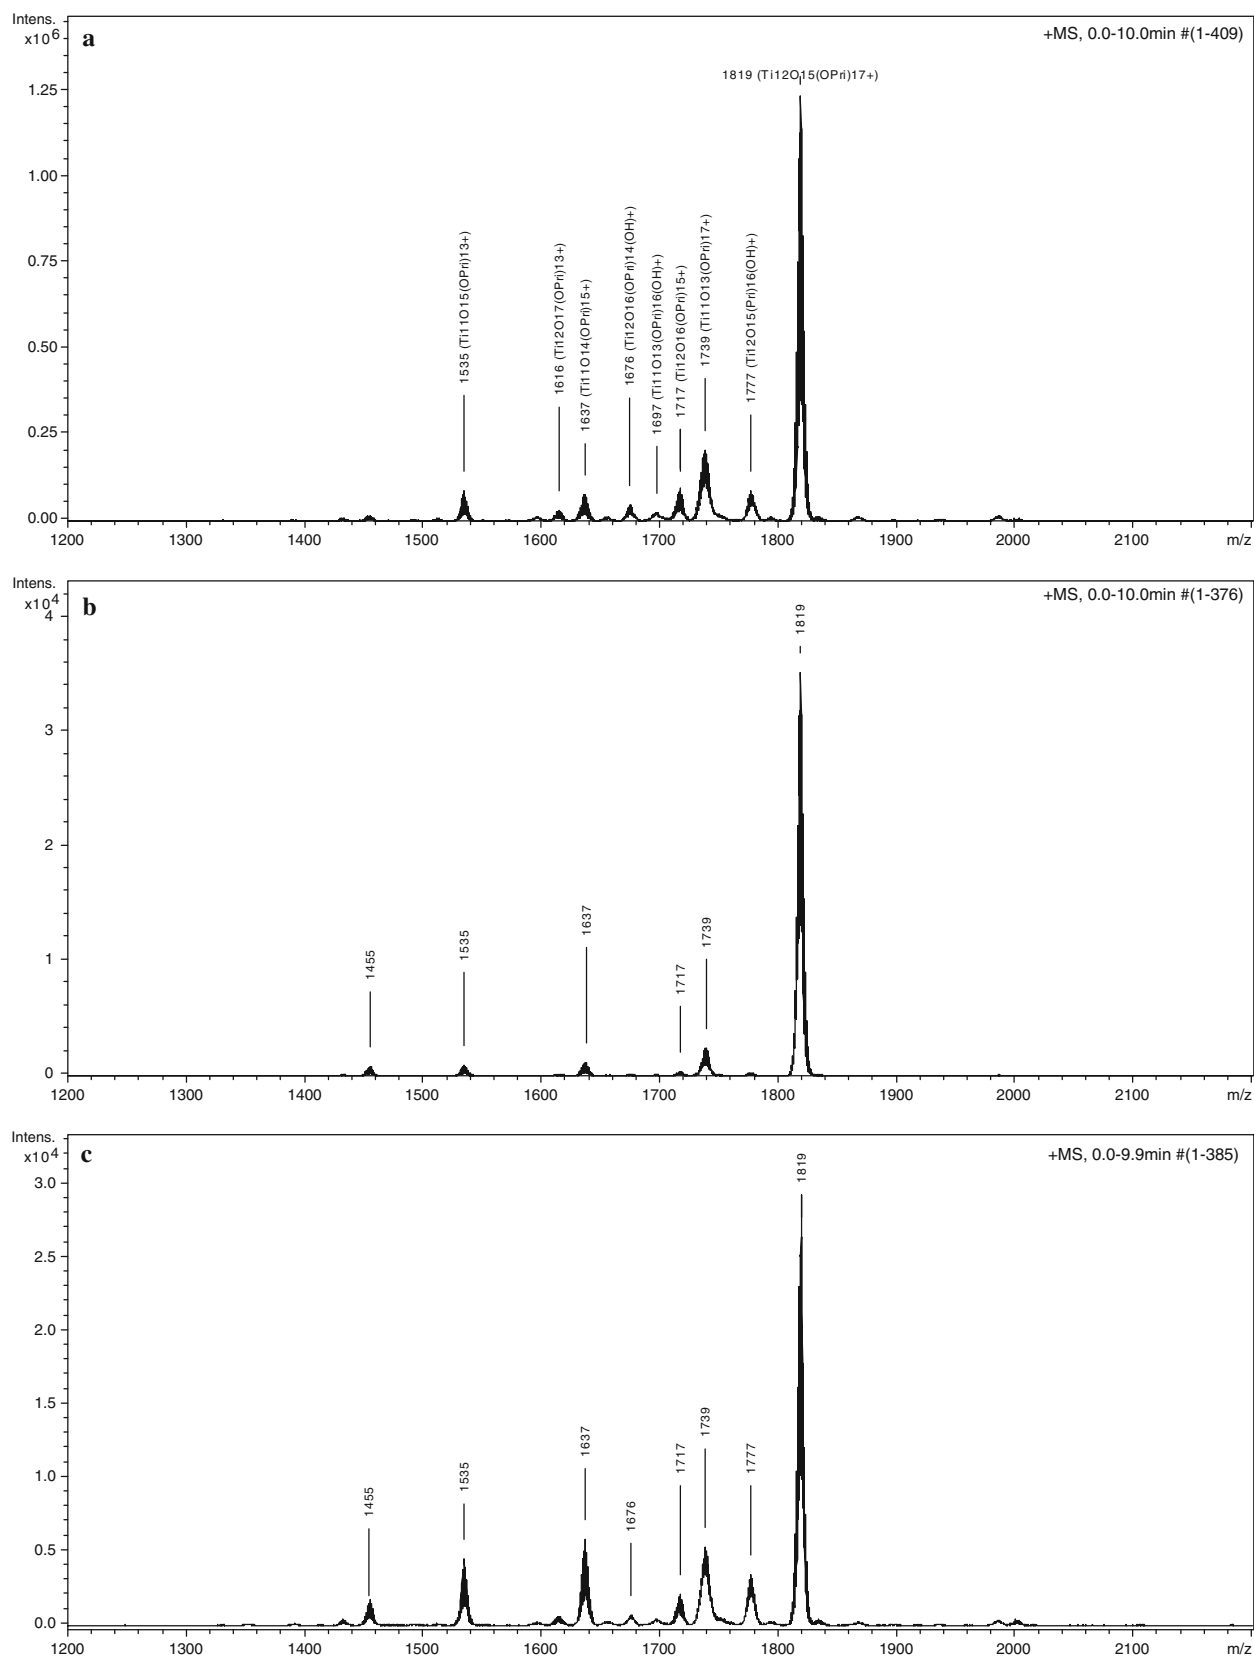 Intens.
x10⁶
a
+MS, 0.0-10.0min #(1-409)
1819 (Ti12O15(OPri)17+)
1535 (Ti11O15(OPri)13+)
1616 (Ti12O17(OPri)13+)
1637 (Ti11O14(OPri)15+)
1676 (Ti12O16(OPri)14(OH)+)
1697 (Ti11O13(OPri)16(OH)+)
1717 (Ti12O16(OPri)15+)
1739 (Ti11O13(OPri)17+)
1777 (Ti12O15(Pri)16(OH)+)
1.25
1.00
0.75
0.50
0.25
0.00
1200 1300 1400 1500 1600 1700 1800 1900 2000 2100 m/z
Intens.
x10⁴
b
+MS, 0.0-10.0min #(1-376)
4
3
2
1
0
1455
1535
1637
1717
1739
1819
1200 1300 1400 1500 1600 1700 1800 1900 2000 2100 m/z
Intens.
x10⁴
c
+MS, 0.0-9.9min #(1-385)
3.0
2.5
2.0
1.5
1.0
0.5
0.0
1455
1535
1637
1676
1717
1739
1777
1819
1200 1300 1400 1500 1600 1700 1800 1900 2000 2100 m/z